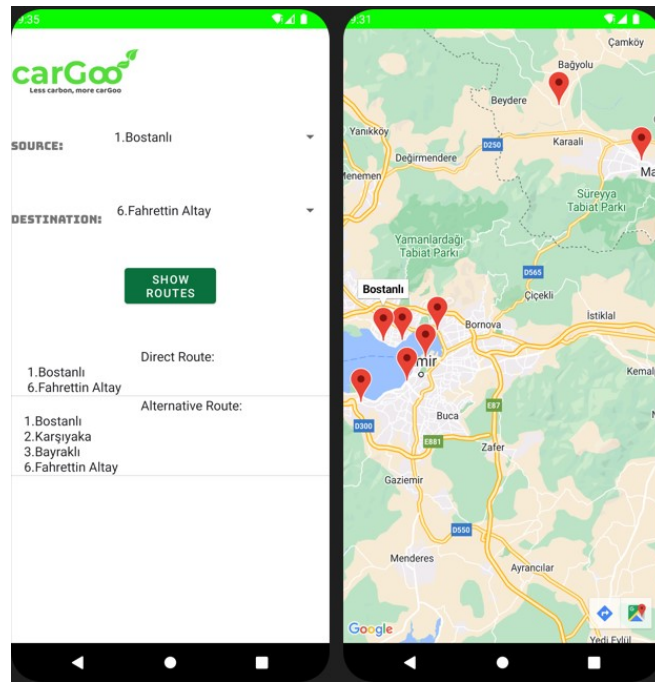 9:35
carGoo
Less carbon, more carGoo
SOURCE:
1.Bostanlı
DESTINATION:
6.Fahrettin Altay
SHOW
ROUTES
Direct Route:
1.Bostanlı
6.Fahrettin Altay
Alternative Route:
1.Bostanlı
2.Karşıyaka
3.Bayraklı
6.Fahrettin Altay
9:31
Çamköy
Bağyolu
Beydere
Yanıkköy
D250
Karaali
Değirmendere
Menemen
Ma
Süreyya
Tabiat Parkı
Yamanlardağı
Tabiat Parkı
D565
Bostanlı
Çiçekli
İstiklal
Bornova
mir
Kemal
E87
Buca
D300
E881
Zafer
Gaziemir
D550
Menderes
Ayrancılar
Google
Yedi Eylül